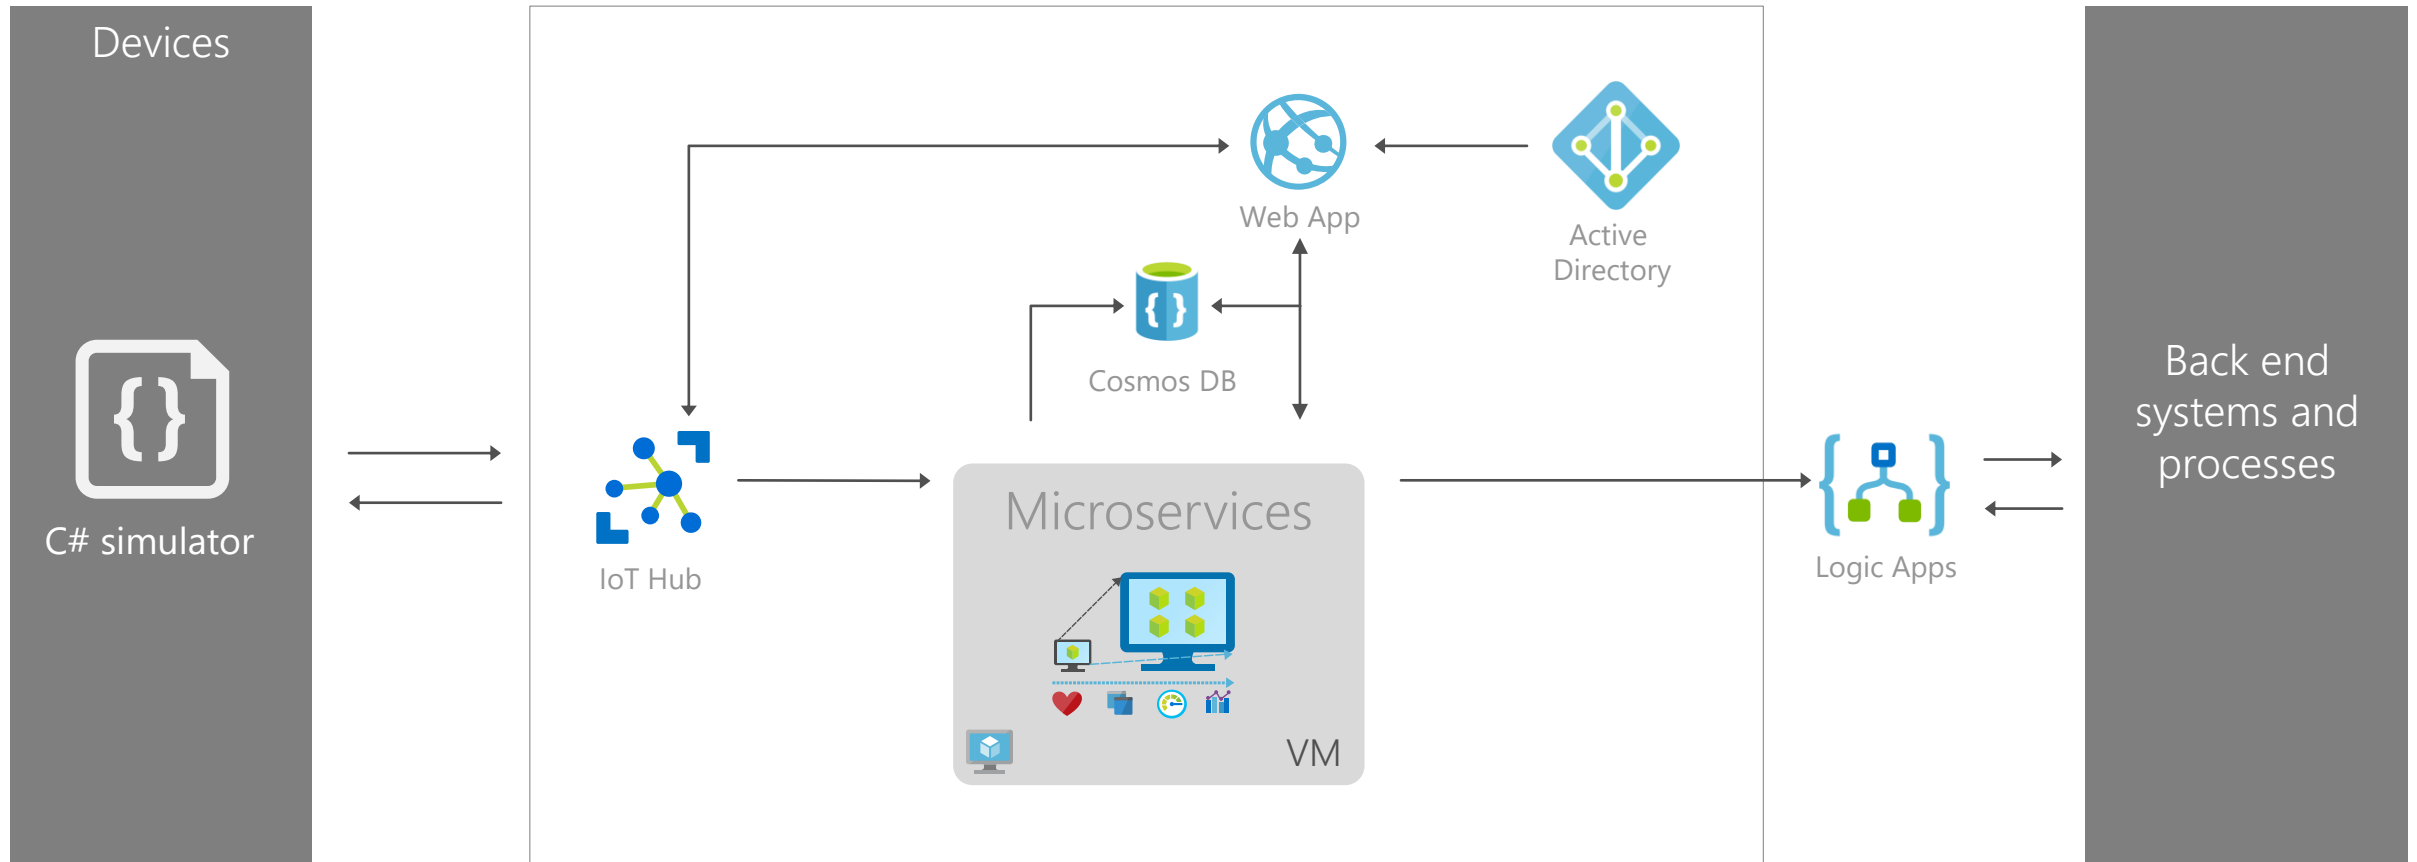 Devices
C# simulator
IoT Hub
Web App
Active
Directory
Cosmos DB
Microservices
VM
Logic Apps
Back end
systems and
processes